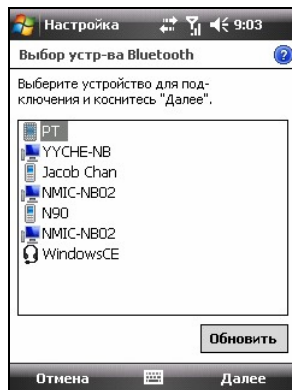 Настройка 9:03
Выбор устр-ва Bluetooth
Выберите устройство для под-
ключения и коснитесь "Далее".
PT
YYCHE-NB
Jacob Chan
NMIC-NB02
N90
NMIC-NB02
WindowsCE
Обновить
Отмена Далее